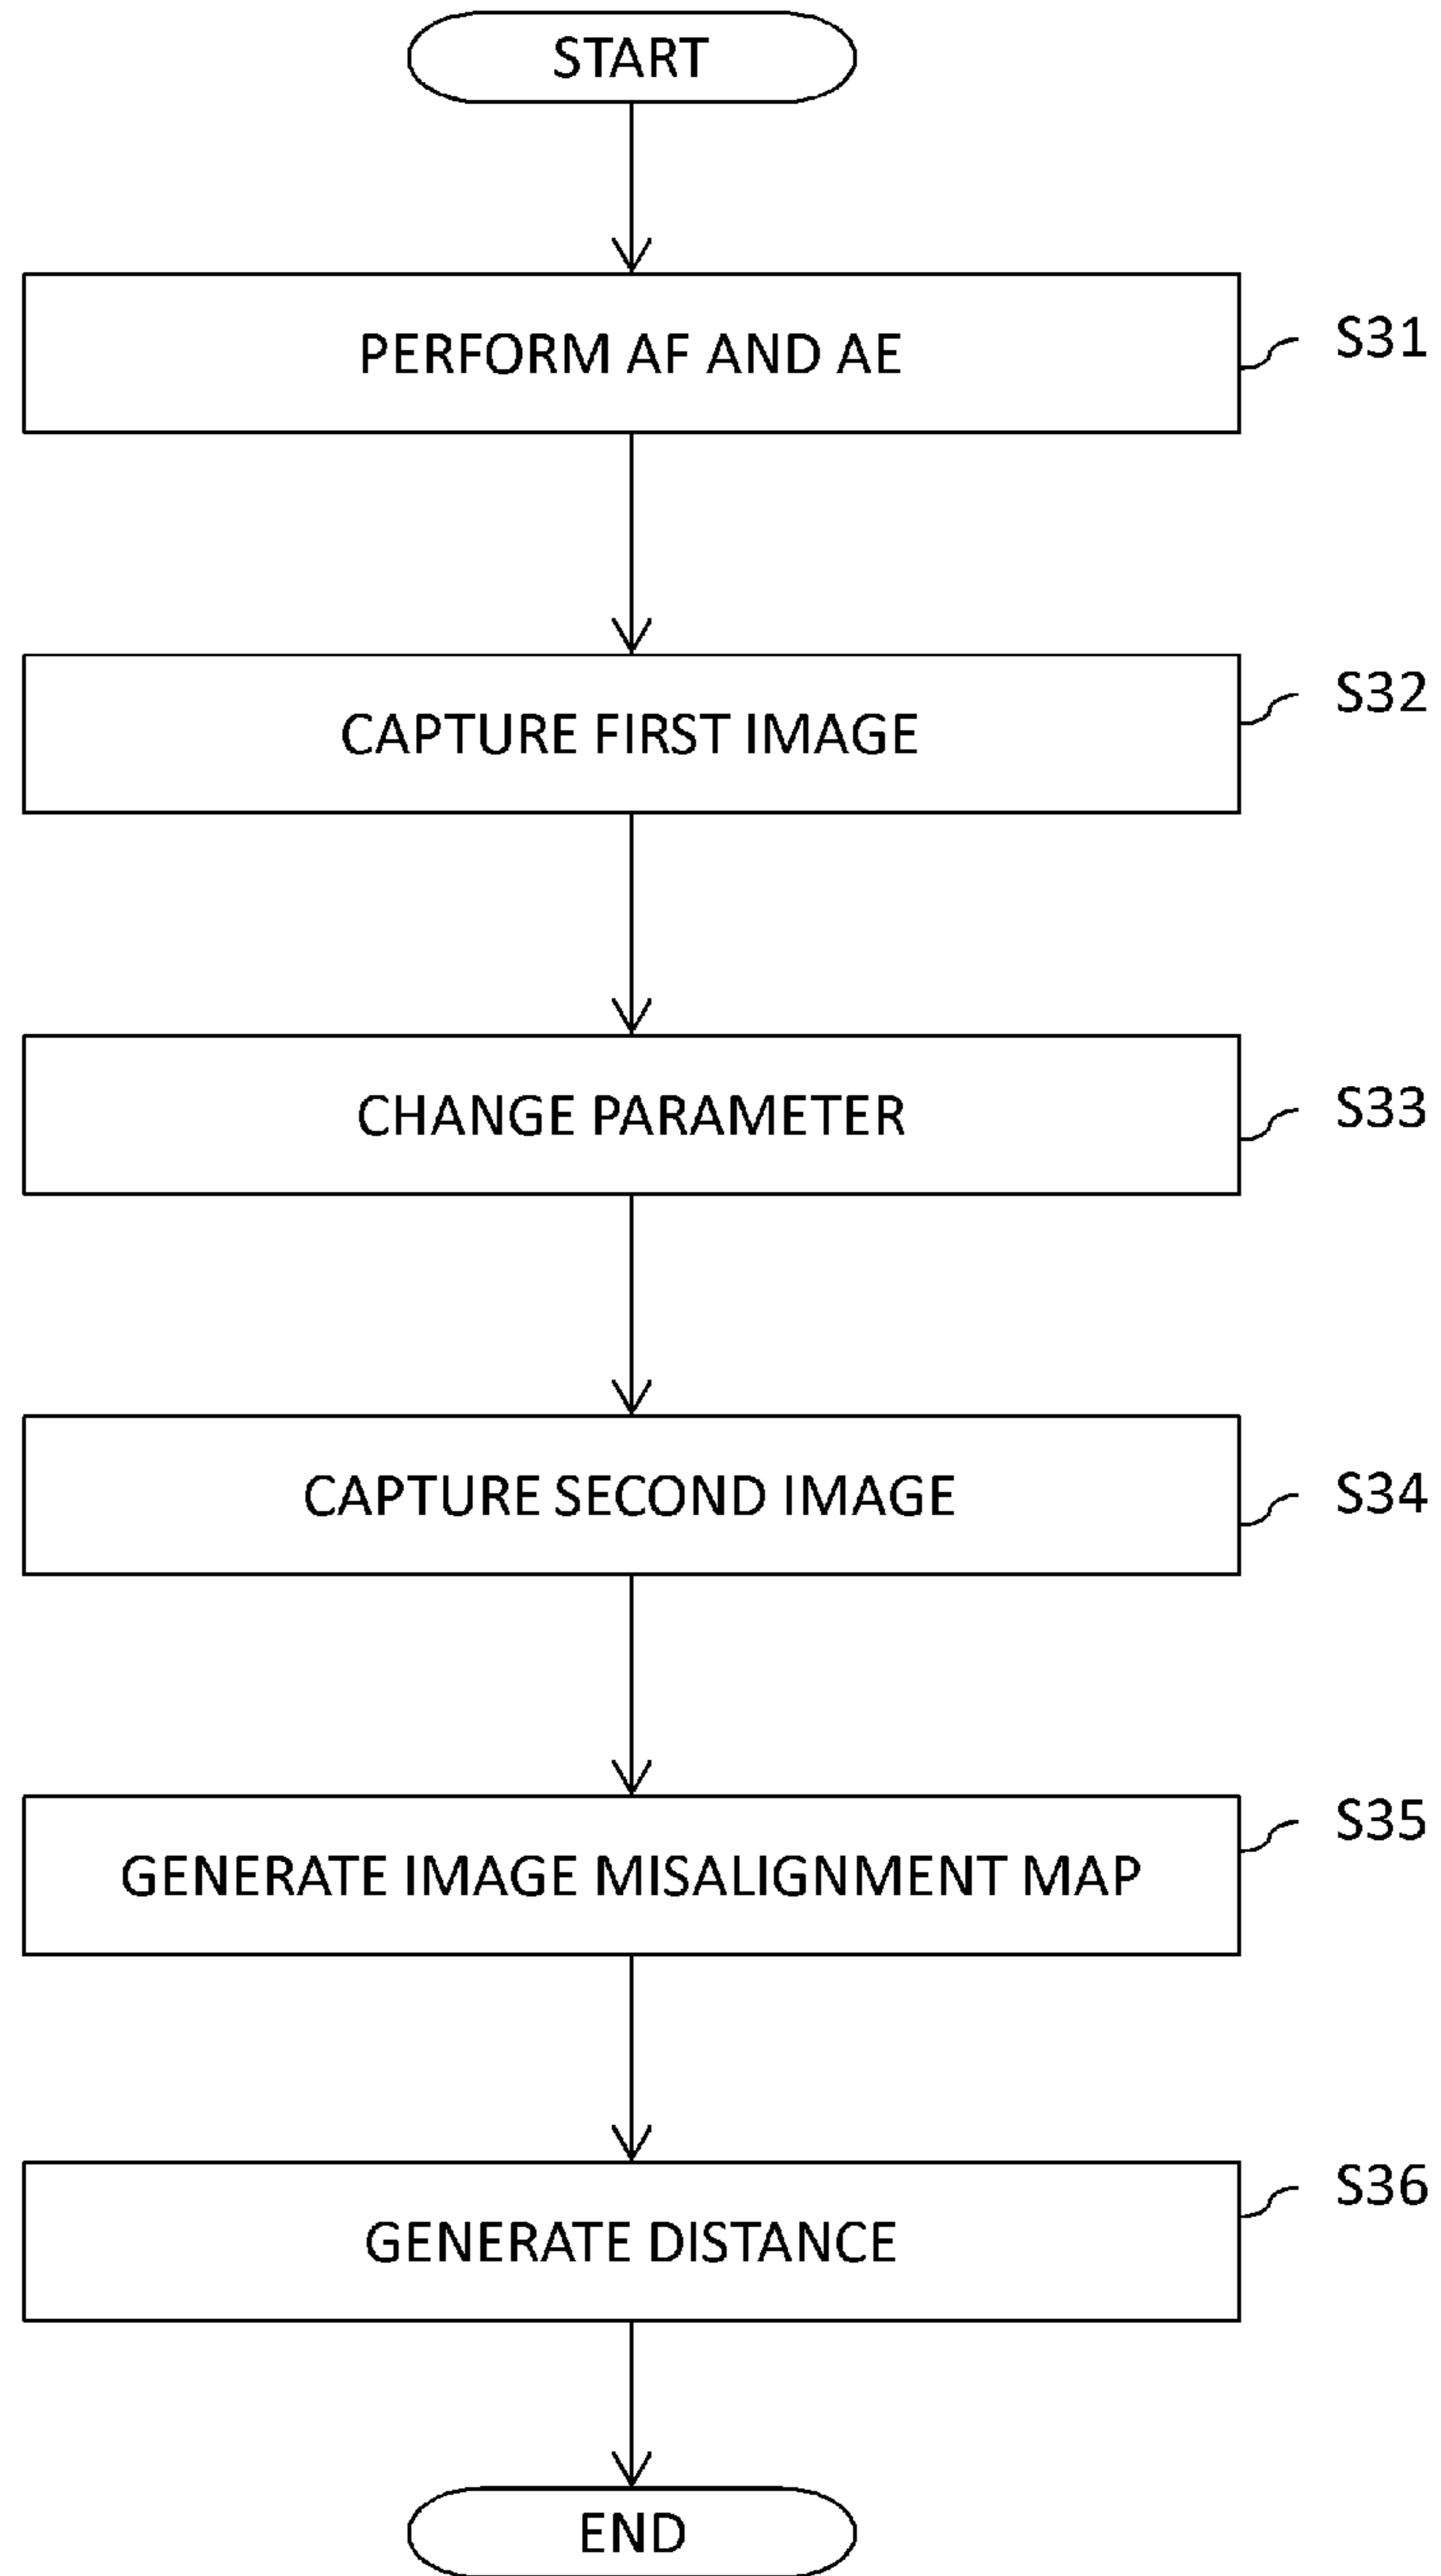 START
PERFORM AF AND AE
S31
CAPTURE FIRST IMAGE
S32
CHANGE PARAMETER
S33
CAPTURE SECOND IMAGE
S34
GENERATE IMAGE MISALIGNMENT MAP
S35
GENERATE DISTANCE
S36
END